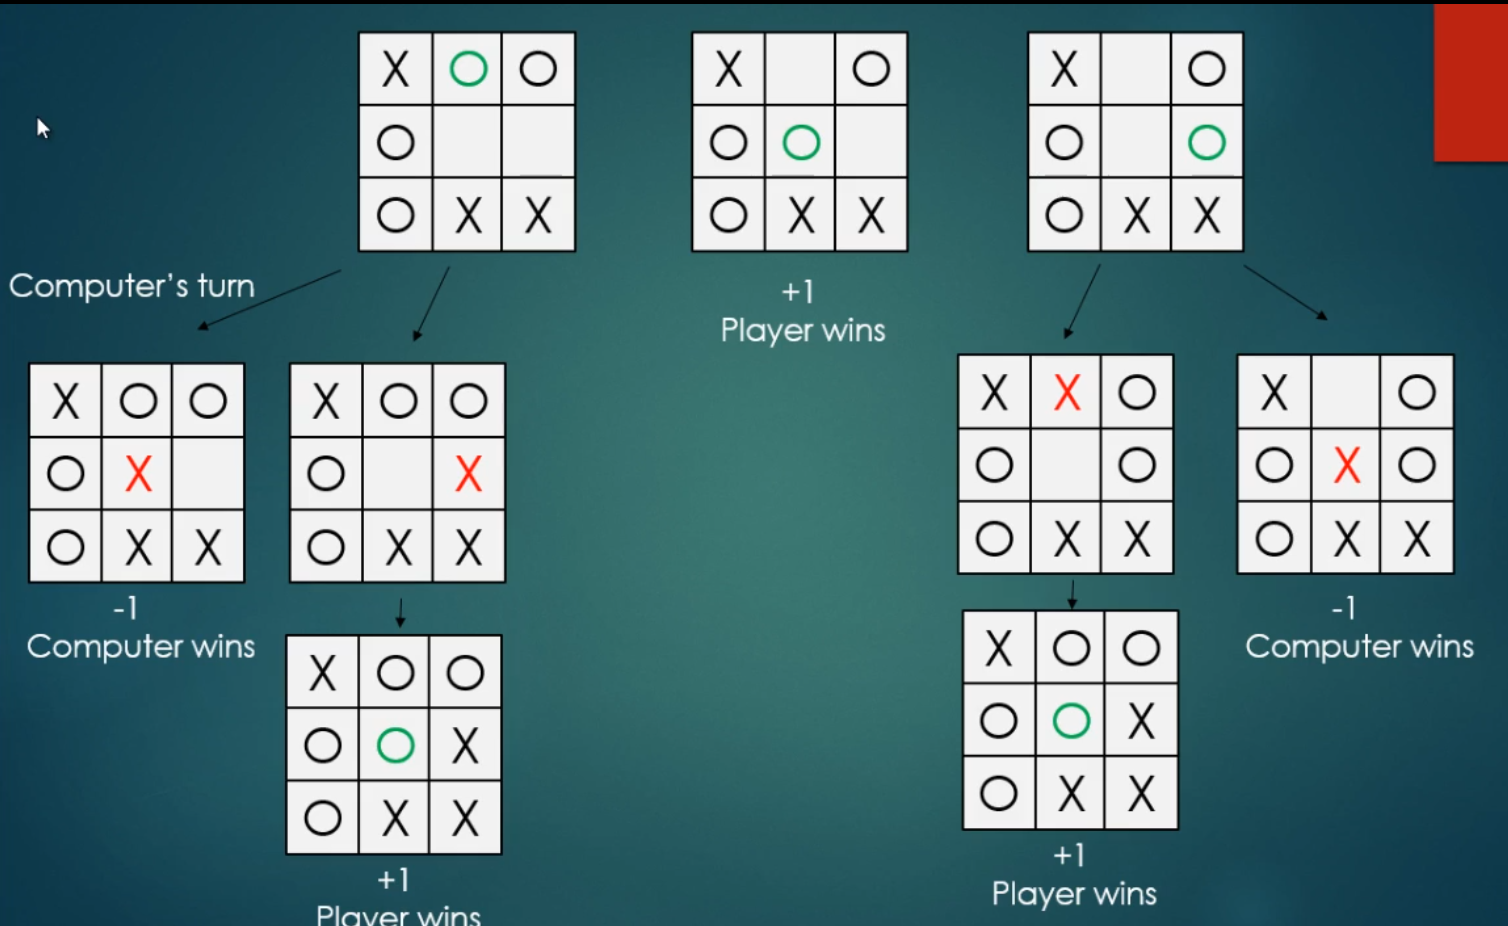 X O O
O
O X X
X O
O O
O X X
X O
O O
O X X
Computer's turn
+1
Player wins
X O O
O X
O X X
-1
Computer wins
X O O
O X
O X X
X O O
O O X
O X X
+1
Player wins
X X O
O O
O X X
X O O
O O X
O X X
+1
Player wins
X O
O X O
O X X
-1
Computer wins